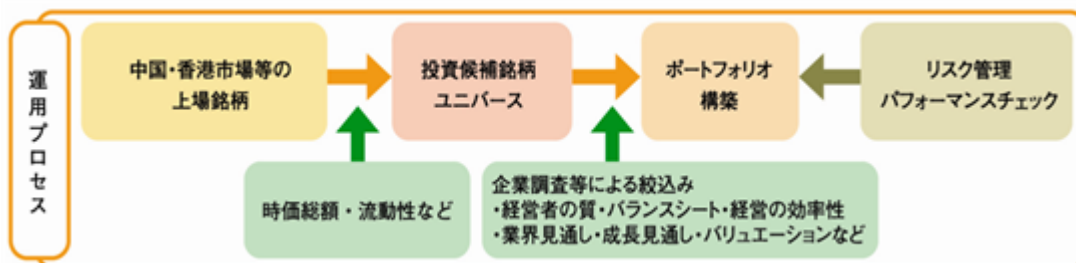 運用プロセス
中国・香港市場等の
上場銘柄
投資候補銘柄
ユニバース
ポートフォリオ
構築
リスク管理
パフォーマンスチェック
時価総額・流動性など
企業調査等による絞込み
・経営者の質・バランスシート・経営の効率性
・業界見通し・成長見通し・バリュエーションなど